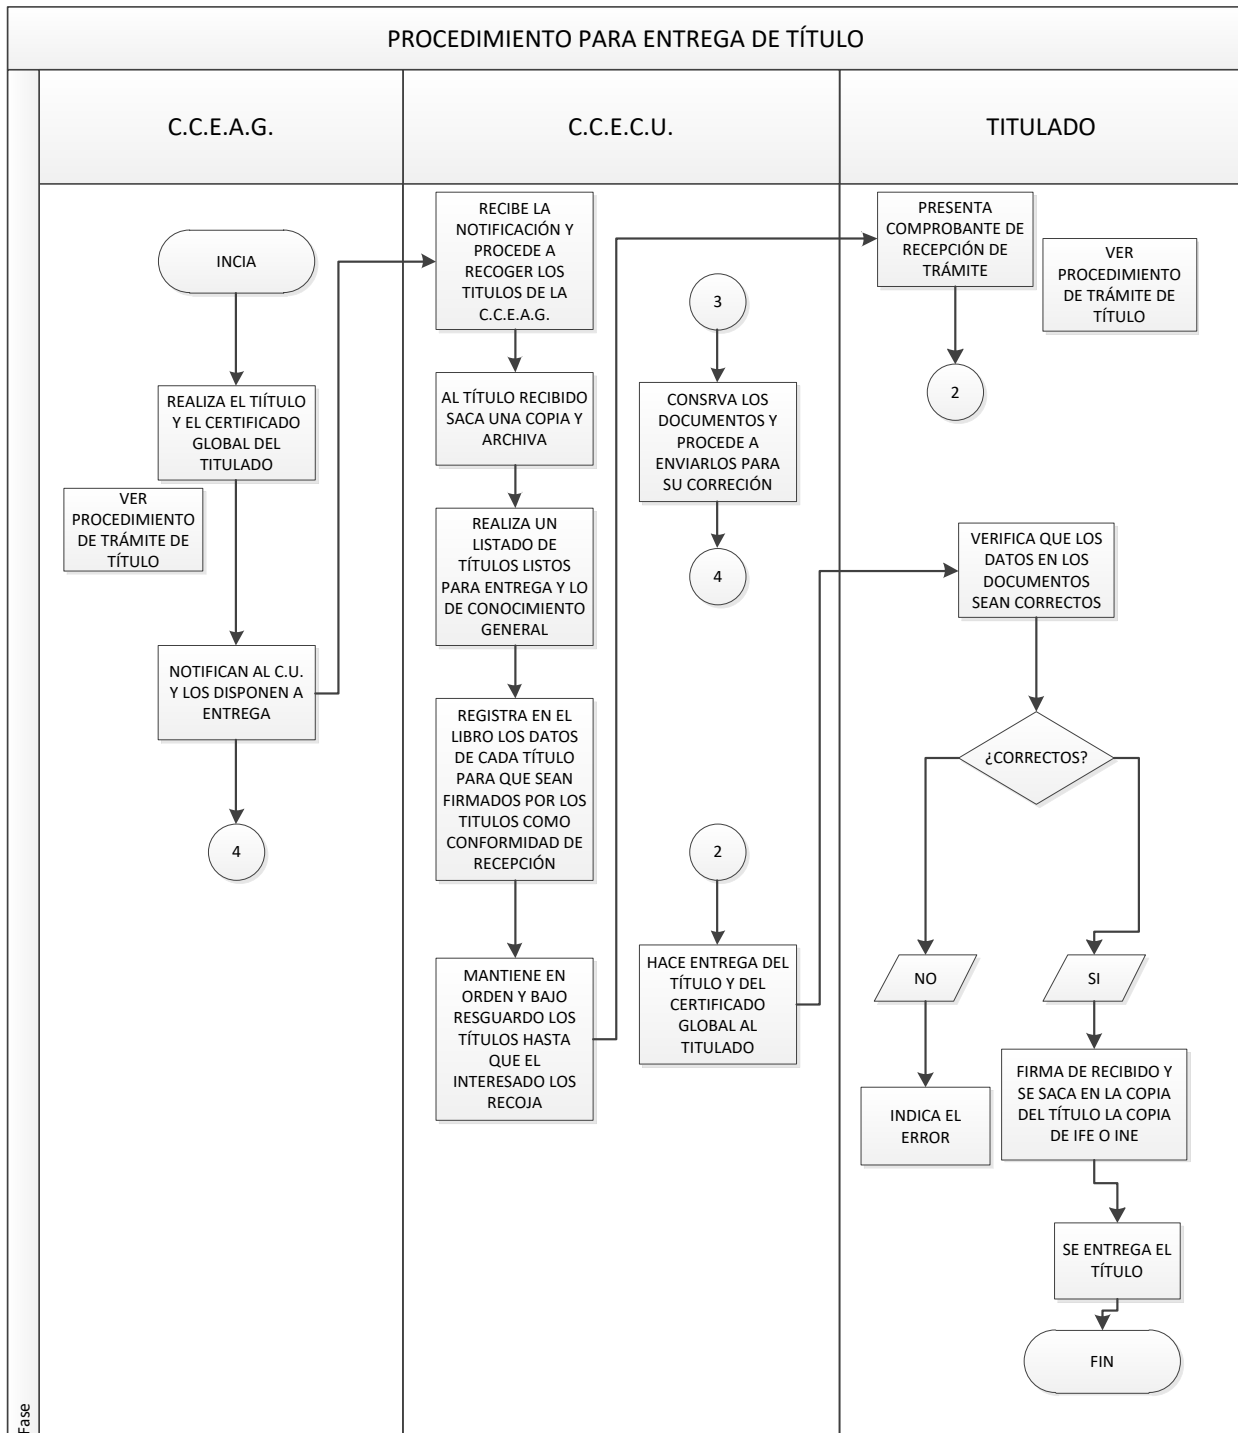 PROCEDIMIENTO PARA ENTREGA DE TÍTULO
C.C.E.A.G.
C.C.E.C.U.
TITULADO
INCIA
REALIZA EL TIÍTULO
Y EL CERTIFICADO
GLOBAL DEL
TITULADO
VER
PROCEDIMIENTO
DE TRÁMITE DE
TÍTULO
NOTIFICAN AL C.U.
Y LOS DISPONEN A
ENTREGA
4
RECIBE LA
NOTIFICACIÓN Y
PROCEDE A
RECOGER LOS
TITULOS DE LA
C.C.E.A.G.
AL TÍTULO RECIBIDO
SACA UNA COPIA Y
ARCHIVA
REALIZA UN
LISTADO DE
TÍTULOS LISTOS
PARA ENTREGA Y LO
DE CONOCIMIENTO
GENERAL
REGISTRA EN EL
LIBRO LOS DATOS
DE CADA TÍTULO
PARA QUE SEAN
FIRMADOS POR LOS
TITULOS COMO
CONFORMIDAD DE
RECEPCIÓN
MANTIENE EN
ORDEN Y BAJO
RESGUARDO LOS
TÍTULOS HASTA
QUE EL
INTERESADO LOS
RECOJA
3
CONSRVA LOS
DOCUMENTOS Y
PROCEDE A
ENVIARLOS PARA
SU CORRECIÓN
4
2
HACE ENTREGA DEL
TÍTULO Y DEL
CERTIFICADO
GLOBAL AL
TITULADO
PRESENTA
COMPROBANTE DE
RECEPCIÓN DE
TRÁMITE
VER
PROCEDIMIENTO
DE TRÁMITE DE
TÍTULO
2
VERIFICA QUE LOS
DATOS EN LOS
DOCUMENTOS
SEAN CORRECTOS
¿CORRECTOS?
NO
SI
INDICA EL
ERROR
FIRMA DE RECIBIDO Y
SE SACA EN LA COPIA
DEL TÍTULO LA COPIA
DE IFE O INE
SE ENTREGA EL
TÍTULO
FIN
Fase